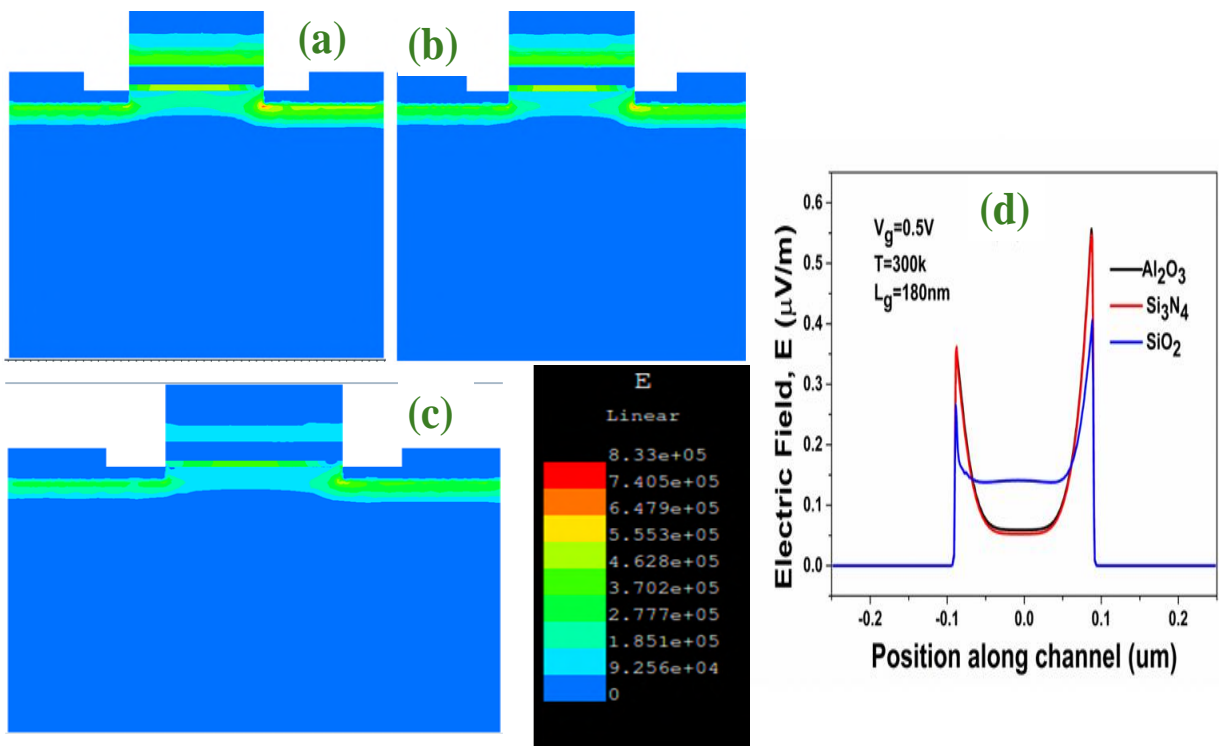 (a)
(b)
(c)
E
Linear
8.33e+05
7.405e+05
6.479e+05
5.553e+05
4.628e+05
3.702e+05
2.777e+05
1.851e+05
9.256e+04
0
(d)
V_g=0.5V
T=300k
L_g=180nm
Al₂O₃
Si₃N₄
SiO₂
Electric Field, E (μV/m)
0.6
0.5
0.4
0.3
0.2
0.1
0.0
-0.2 -0.1 0.0 0.1 0.2
Position along channel (um)